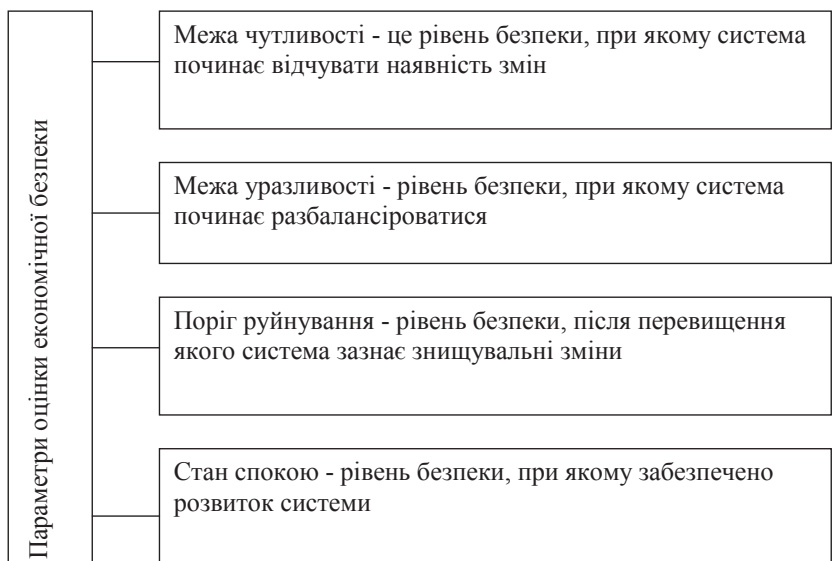 Параметри оцінки економічної безпеки
Межа чутливості - це рівень безпеки, при якому система
починає відчувати наявність змін
Межа уразливості - рівень безпеки, при якому система
починає разбалансіроватися
Поріг руйнування - рівень безпеки, після перевищення
якого система зазнає знищувальні зміни
Стан спокою - рівень безпеки, при якому забезпечено
розвиток системи